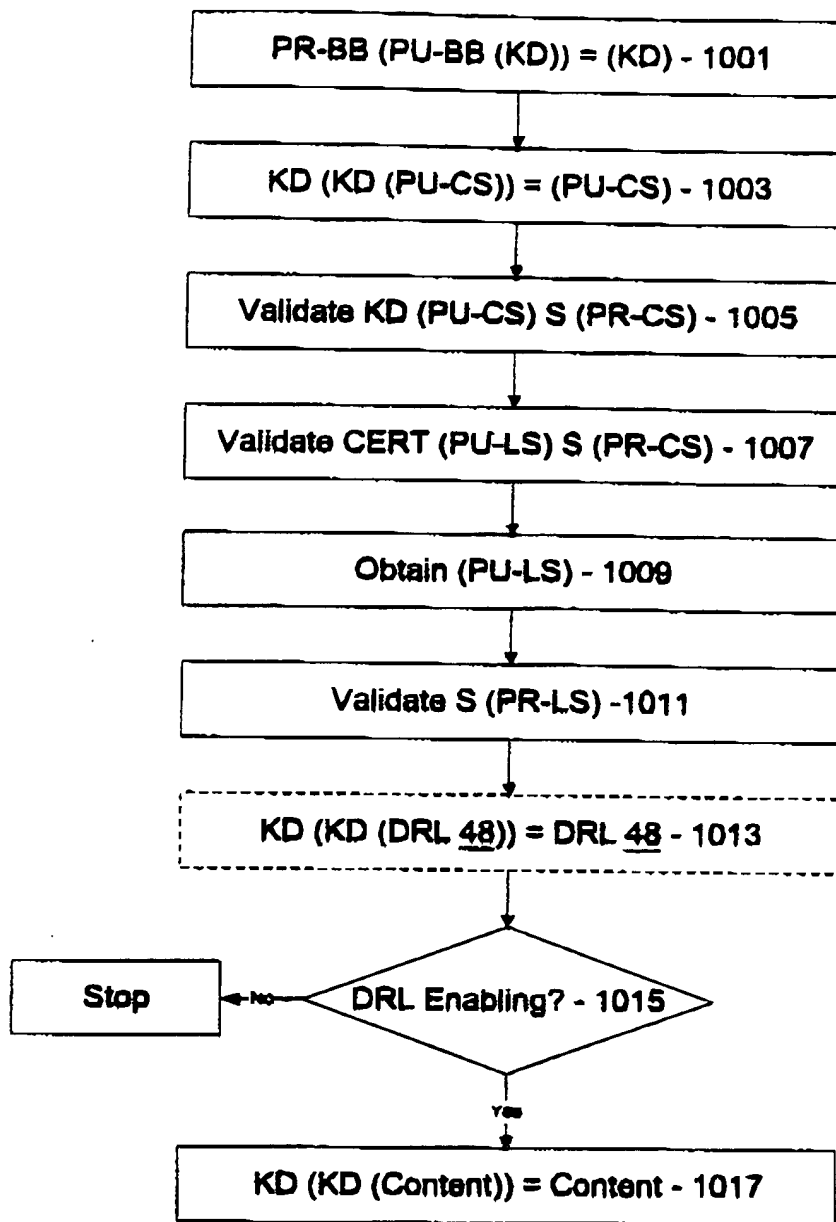 PR-BB (PU-BB (KD)) = (KD) - 1001
KD (KD (PU-CS)) = (PU-CS) - 1003
Validate KD (PU-CS) S (PR-CS) - 1005
Validate CERT (PU-LS) S (PR-CS) - 1007
Obtain (PU-LS) - 1009
Validate S (PR-LS) -1011
KD (KD (DRL 48)) = DRL 48 - 1013
DRL Enabling? - 1015
No
Stop
Yes
KD (KD (Content)) = Content - 1017